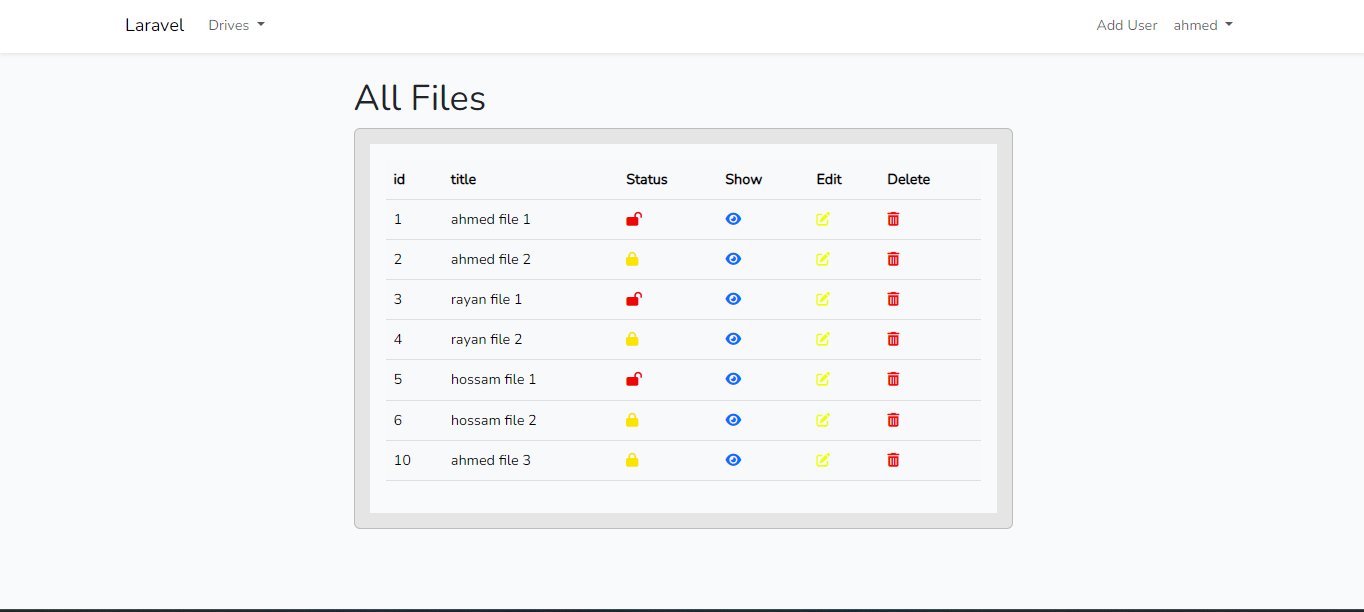 Laravel Drives Add User ahmed
All Files
id title Status Show Edit Delete
1 ahmed file 1
2 ahmed file 2
3 rayan file 1
4 rayan file 2
5 hossam file 1
6 hossam file 2
10 ahmed file 3